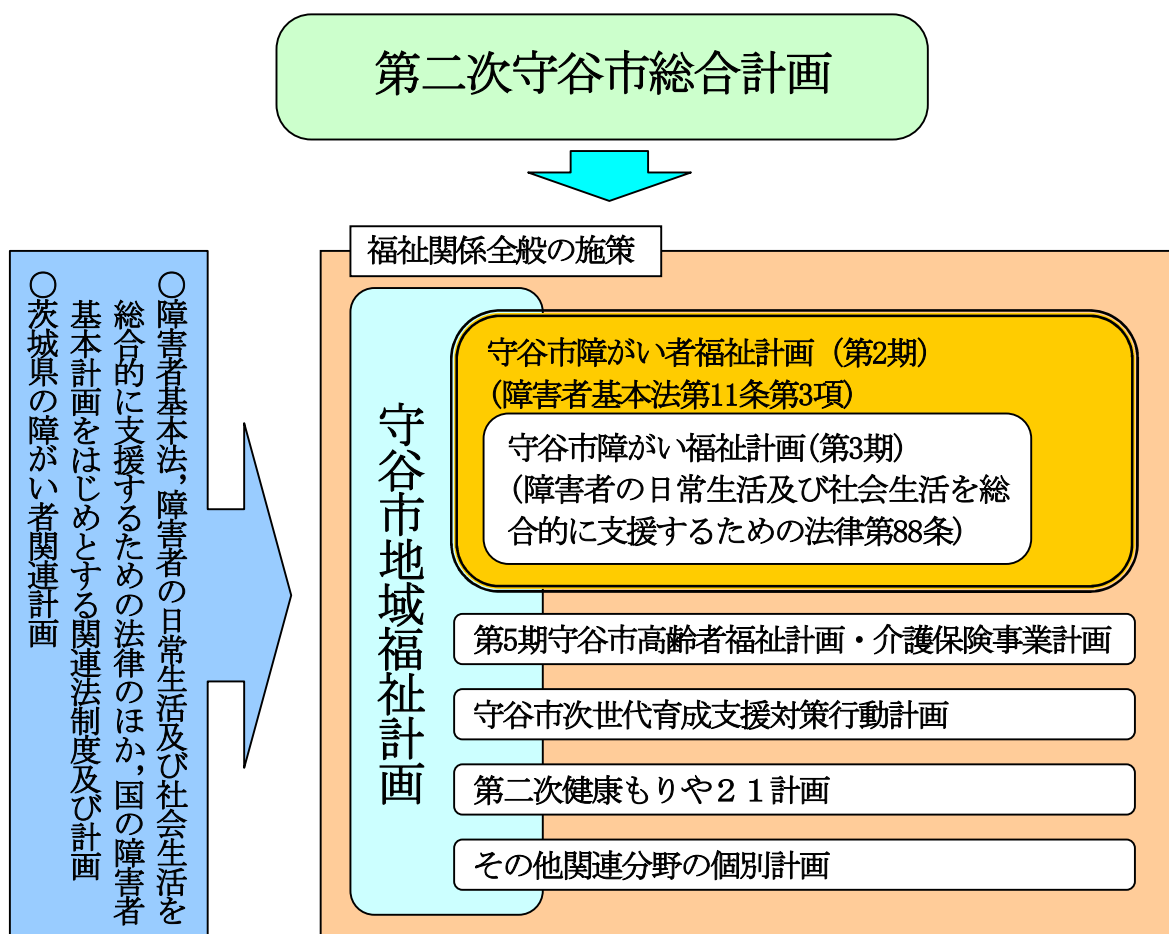 第二次守谷市総合計画
福祉関係全般の施策
○障害者基本法,障害者の日常生活及び社会生活を
総合的に支援するための法律のほか,国の障害者
基本計画をはじめとする関連法制度及び計画
○茨城県の障がい者関連計画
守谷市地域福祉計画
守谷市障がい者福祉計画(第2期)
(障害者基本法第11条第3項)
守谷市障がい福祉計画(第3期)
(障害者の日常生活及び社会生活を総
合的に支援するための法律第88条)
第5期守谷市高齢者福祉計画・介護保険事業計画
守谷市次世代育成支援対策行動計画
第二次健康もりや21計画
その他関連分野の個別計画